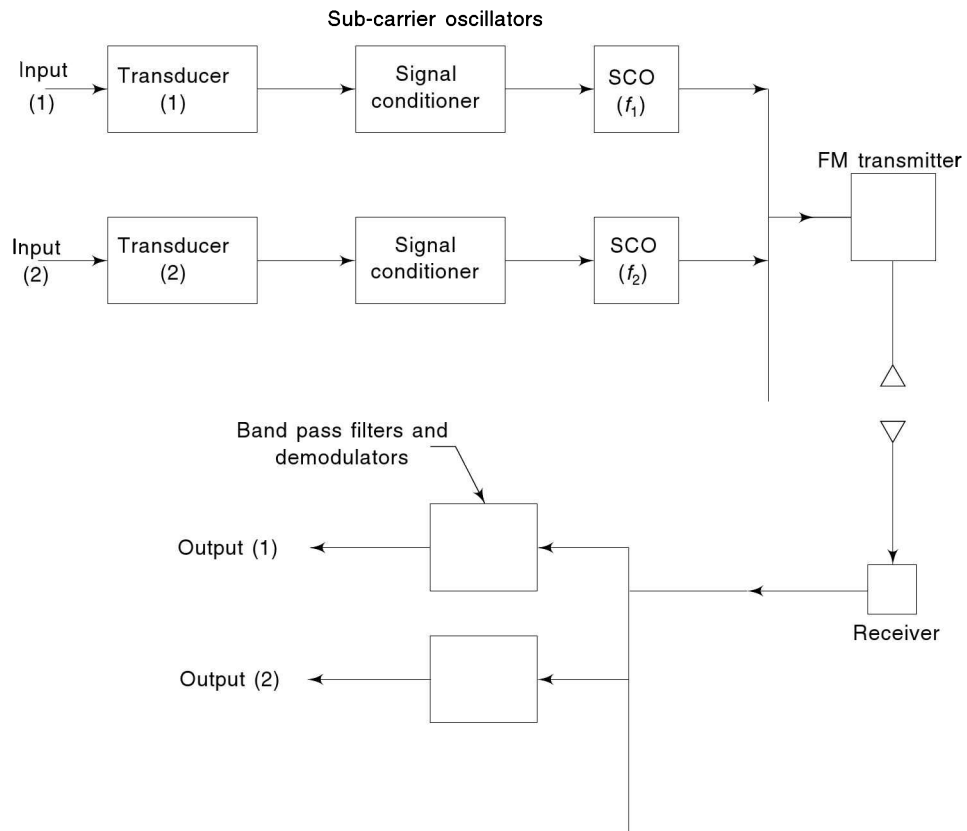 Sub-carrier oscillators
Input
(1)
Transducer
(1)
Signal
conditioner
SCO
(f₁)
FM transmitter
Input
(2)
Transducer
(2)
Signal
conditioner
SCO
(f₂)
Band pass filters and
demodulators
Output (1)
Receiver
Output (2)